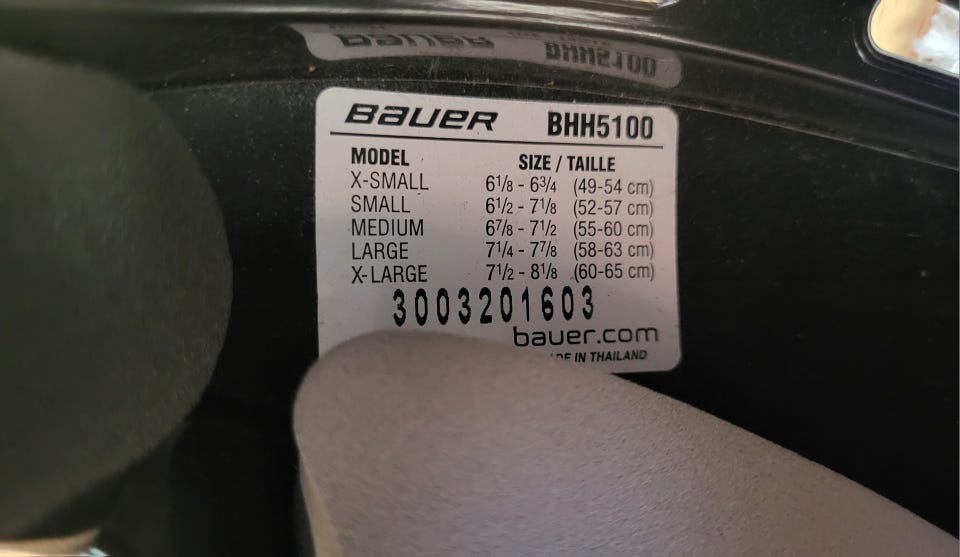 BAUER BHH5100
MODEL SIZE / TAILLE
X-SMALL 6 1/8 - 6 3/4 (49-54 cm)
SMALL 6 1/2 - 7 1/8 (52-57 cm)
MEDIUM 6 7/8 - 7 1/2 (55-60 cm)
LARGE 7 1/4 - 7 7/8 (58-63 cm)
X-LARGE 7 1/2 - 8 1/8 (60-65 cm)
3003201603
bauer.com
IN THAILAND